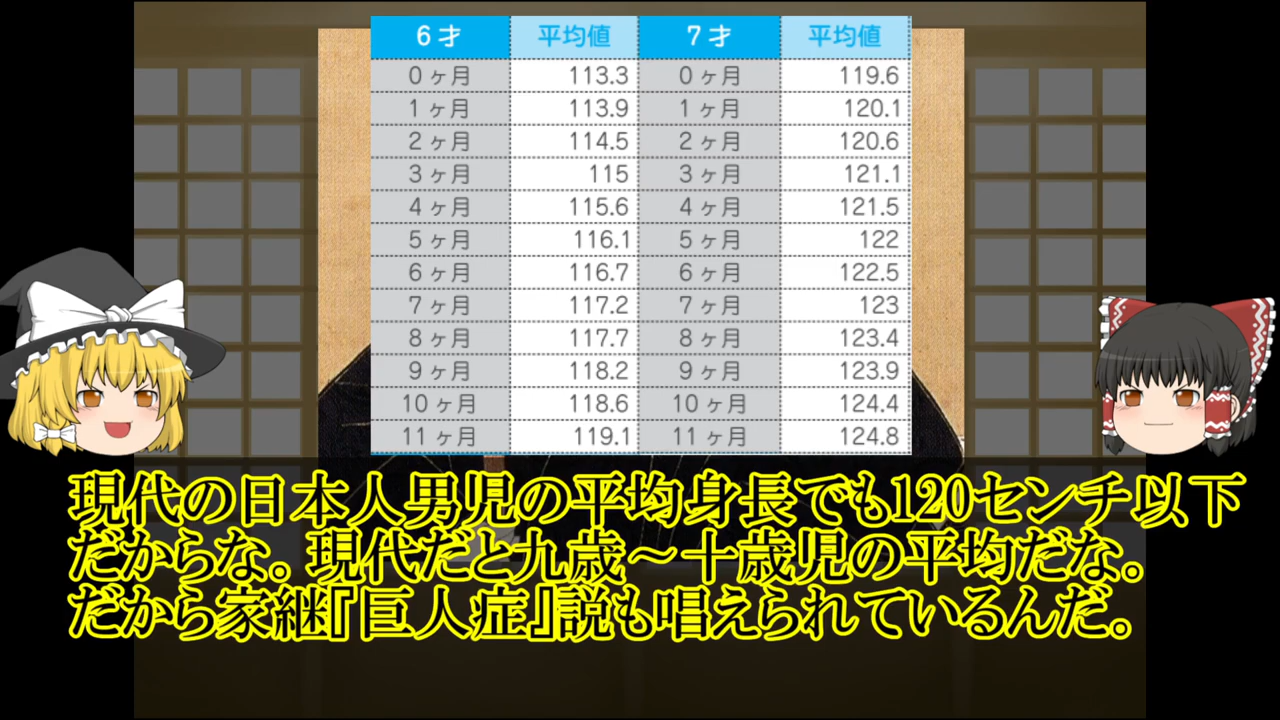 6才 平均値 7才 平均値
0ヶ月 113.3 0ヶ月 119.6
1ヶ月 113.9 1ヶ月 120.1
2ヶ月 114.5 2ヶ月 120.6
3ヶ月 115 3ヶ月 121.1
4ヶ月 115.6 4ヶ月 121.5
5ヶ月 116.1 5ヶ月 122
6ヶ月 116.7 6ヶ月 122.5
7ヶ月 117.2 7ヶ月 123
8ヶ月 117.7 8ヶ月 123.4
9ヶ月 118.2 9ヶ月 123.9
10ヶ月 118.6 10ヶ月 124.4
11ヶ月 119.1 11ヶ月 124.8
現代の日本人男児の平均身長でも120センチ以下
だからな。現代だと九歳～十歳児の平均だな。
だから家継『巨人症』説も唱えられているんだ。